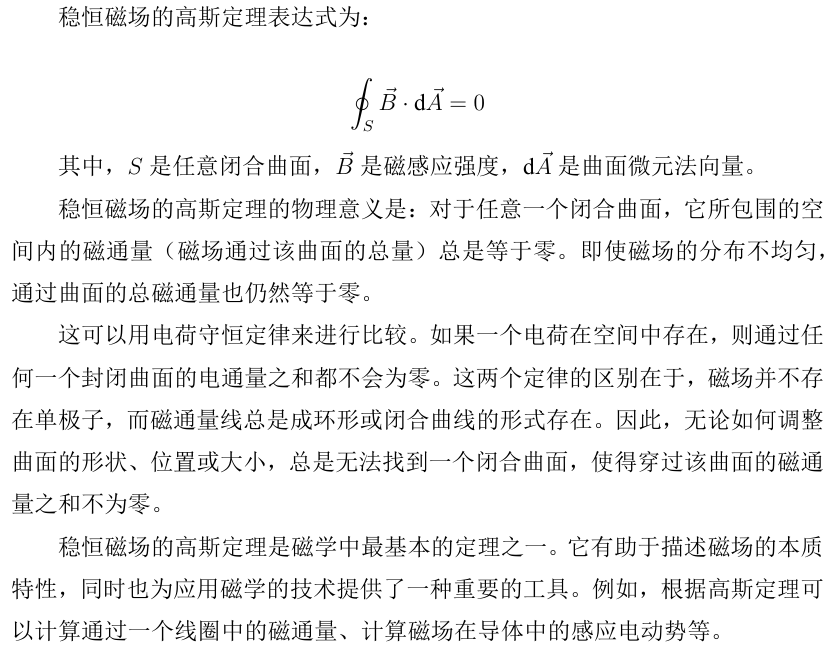 稳恒磁场的高斯定理表达式为：
∮_S B⃗ · dA⃗ = 0
其中，S 是任意闭合曲面，B⃗ 是磁感应强度，dA⃗ 是曲面微元法向量。
稳恒磁场的高斯定理的物理意义是：对于任意一个闭合曲面，它所包围的空
间内的磁通量（磁场通过该曲面的总量）总是等于零。即使磁场的分布不均匀，
通过曲面的总磁通量也仍然等于零。
这可以用电荷守恒定律来进行比较。如果一个电荷在空间中存在，则通过任
何一个封闭曲面的电通量之和都不会为零。这两个定律的区别在于，磁场并不存
在单极子，而磁通量线总是成环形或闭合曲线的形式存在。因此，无论如何调整
曲面的形状、位置或大小，总是无法找到一个闭合曲面，使得穿过该曲面的磁通
量之和不为零。
稳恒磁场的高斯定理是磁学中最基本的定理之一。它有助于描述磁场的本质
特性，同时也为应用磁学的技术提供了一种重要的工具。例如，根据高斯定理可
以计算通过一个线圈中的磁通量、计算磁场在导体中的感应电动势等。